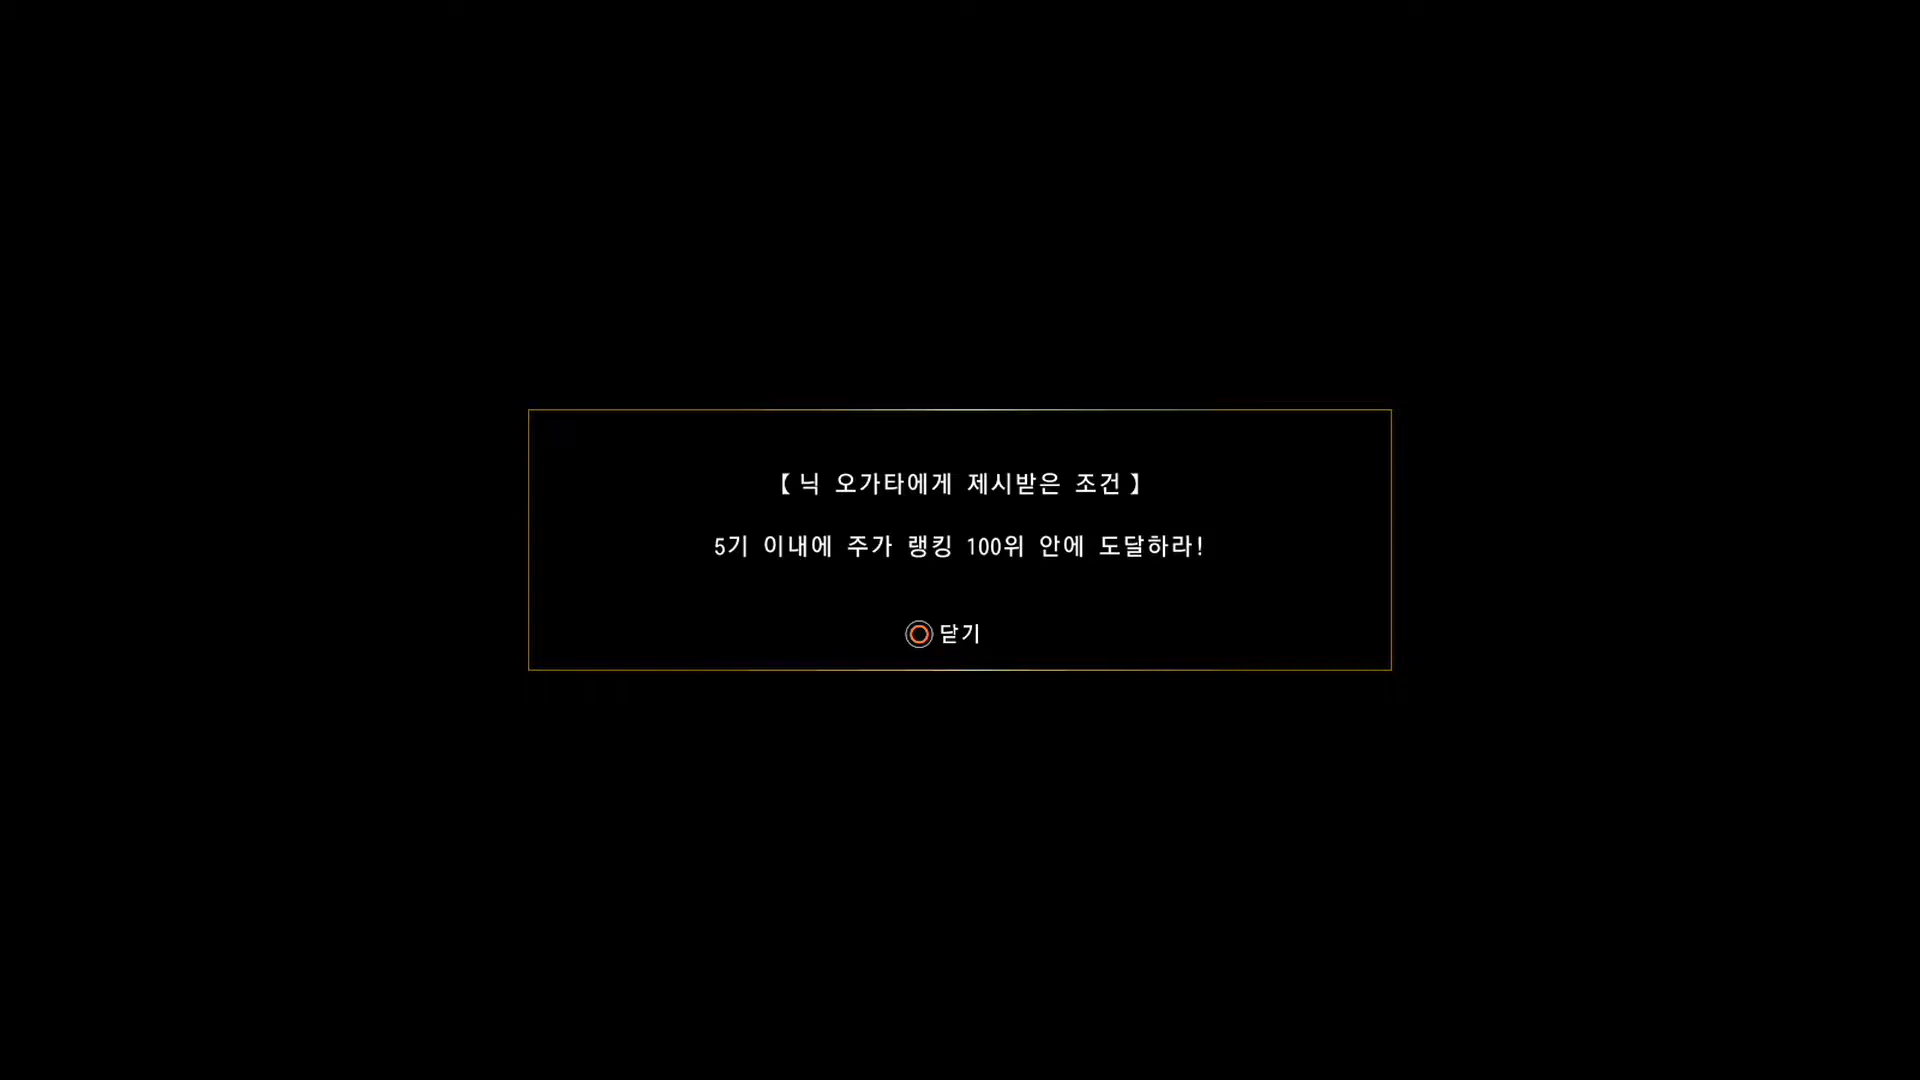 【닉 오가타에게 제시받은 조건】
5기 이내에 주가 랭킹 100위 안에 도달하라!
닫기